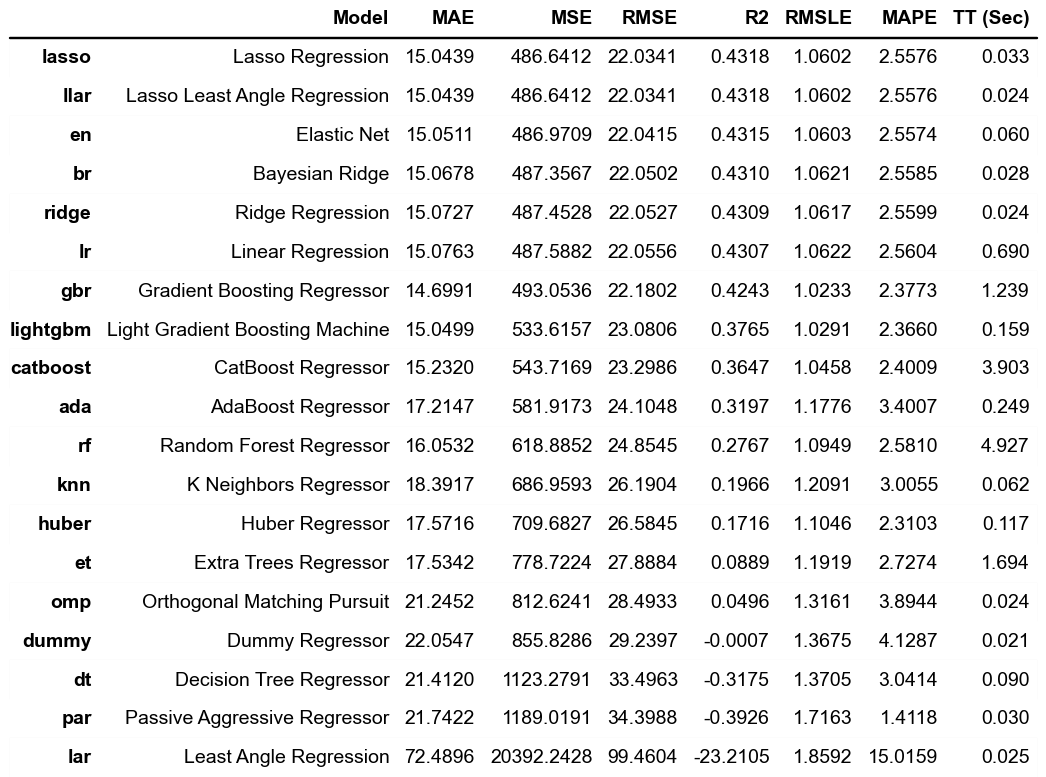 Model MAE MSE RMSE R2 RMSLE MAPE TT (Sec)
lasso Lasso Regression 15.0439 486.6412 22.0341 0.4318 1.0602 2.5576 0.033
llar Lasso Least Angle Regression 15.0439 486.6412 22.0341 0.4318 1.0602 2.5576 0.024
en Elastic Net 15.0511 486.9709 22.0415 0.4315 1.0603 2.5574 0.060
br Bayesian Ridge 15.0678 487.3567 22.0502 0.4310 1.0621 2.5585 0.028
ridge Ridge Regression 15.0727 487.4528 22.0527 0.4309 1.0617 2.5599 0.024
lr Linear Regression 15.0763 487.5882 22.0556 0.4307 1.0622 2.5604 0.690
gbr Gradient Boosting Regressor 14.6991 493.0536 22.1802 0.4243 1.0233 2.3773 1.239
lightgbm Light Gradient Boosting Machine 15.0499 533.6157 23.0806 0.3765 1.0291 2.3660 0.159
catboost CatBoost Regressor 15.2320 543.7169 23.2986 0.3647 1.0458 2.4009 3.903
ada AdaBoost Regressor 17.2147 581.9173 24.1048 0.3197 1.1776 3.4007 0.249
rf Random Forest Regressor 16.0532 618.8852 24.8545 0.2767 1.0949 2.5810 4.927
knn K Neighbors Regressor 18.3917 686.9593 26.1904 0.1966 1.2091 3.0055 0.062
huber Huber Regressor 17.5716 709.6827 26.5845 0.1716 1.1046 2.3103 0.117
et Extra Trees Regressor 17.5342 778.7224 27.8884 0.0889 1.1919 2.7274 1.694
omp Orthogonal Matching Pursuit 21.2452 812.6241 28.4933 0.0496 1.3161 3.8944 0.024
dummy Dummy Regressor 22.0547 855.8286 29.2397 -0.0007 1.3675 4.1287 0.021
dt Decision Tree Regressor 21.4120 1123.2791 33.4963 -0.3175 1.3705 3.0414 0.090
par Passive Aggressive Regressor 21.7422 1189.0191 34.3988 -0.3926 1.7163 1.4118 0.030
lar Least Angle Regression 72.4896 20392.2428 99.4604 -23.2105 1.8592 15.0159 0.025